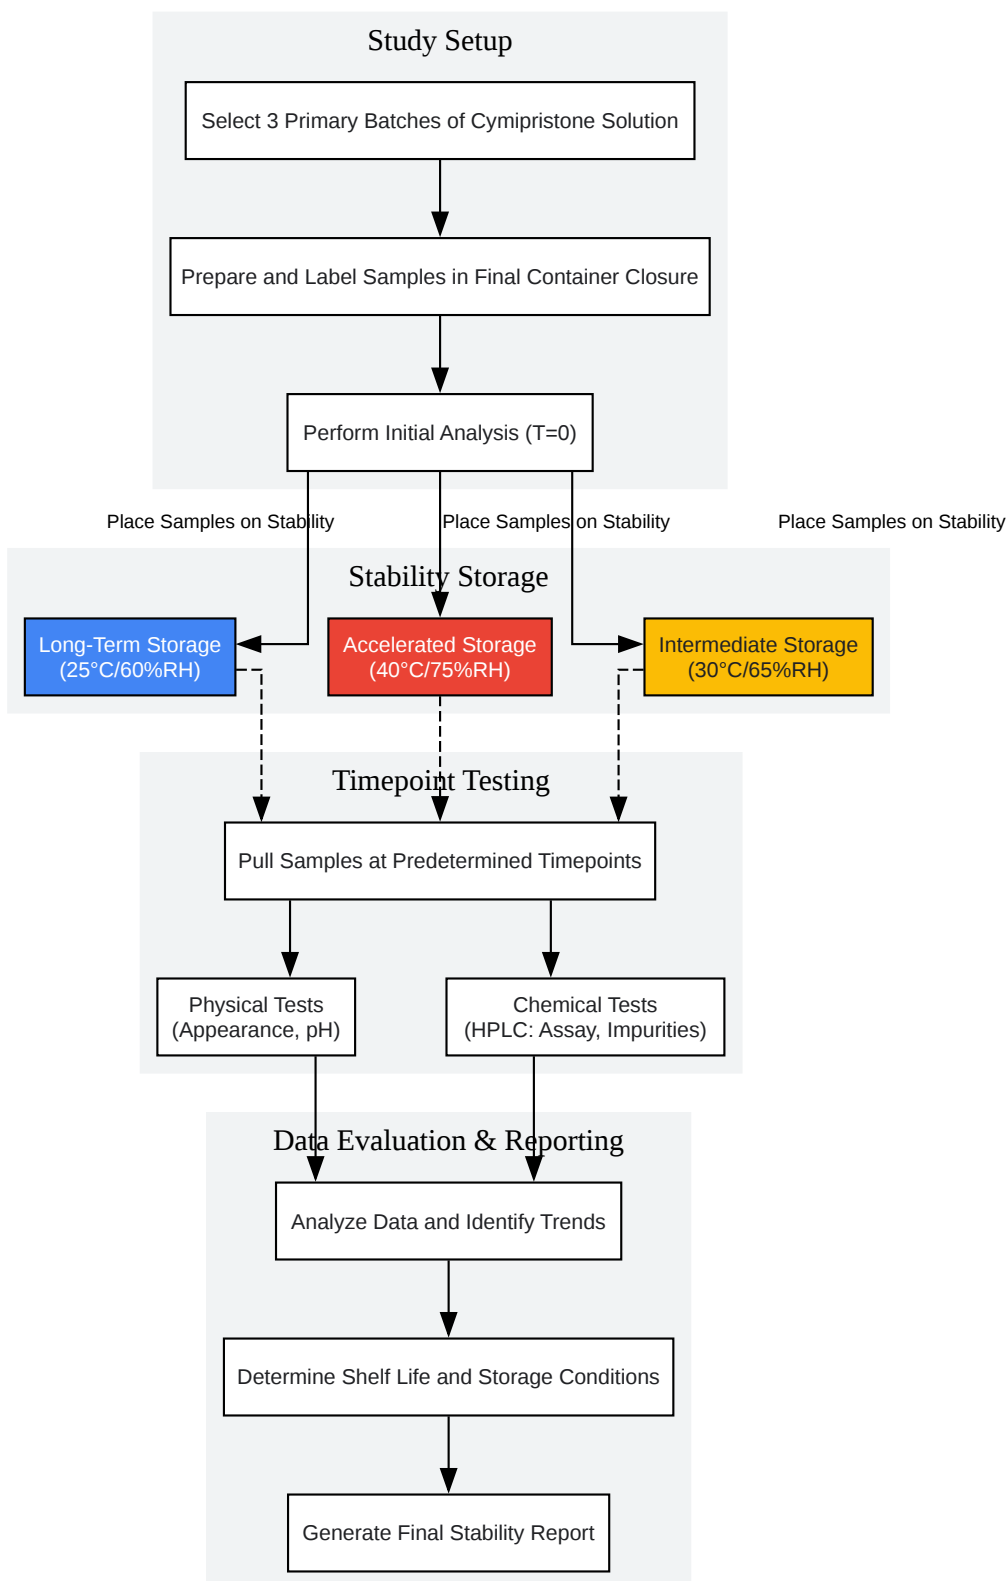 Study Setup
Select 3 Primary Batches of Cymipristone Solution
Prepare and Label Samples in Final Container Closure
Perform Initial Analysis (T=0)
Place Samples on Stability
Place Samples on Stability
Place Samples on Stability
Stability Storage
Long-Term Storage
(25°C/60%RH)
Accelerated Storage
(40°C/75%RH)
Intermediate Storage
(30°C/65%RH)
Timepoint Testing
Pull Samples at Predetermined Timepoints
Physical Tests
(Appearance, pH)
Chemical Tests
(HPLC: Assay, Impurities)
Data Evaluation & Reporting
Analyze Data and Identify Trends
Determine Shelf Life and Storage Conditions
Generate Final Stability Report